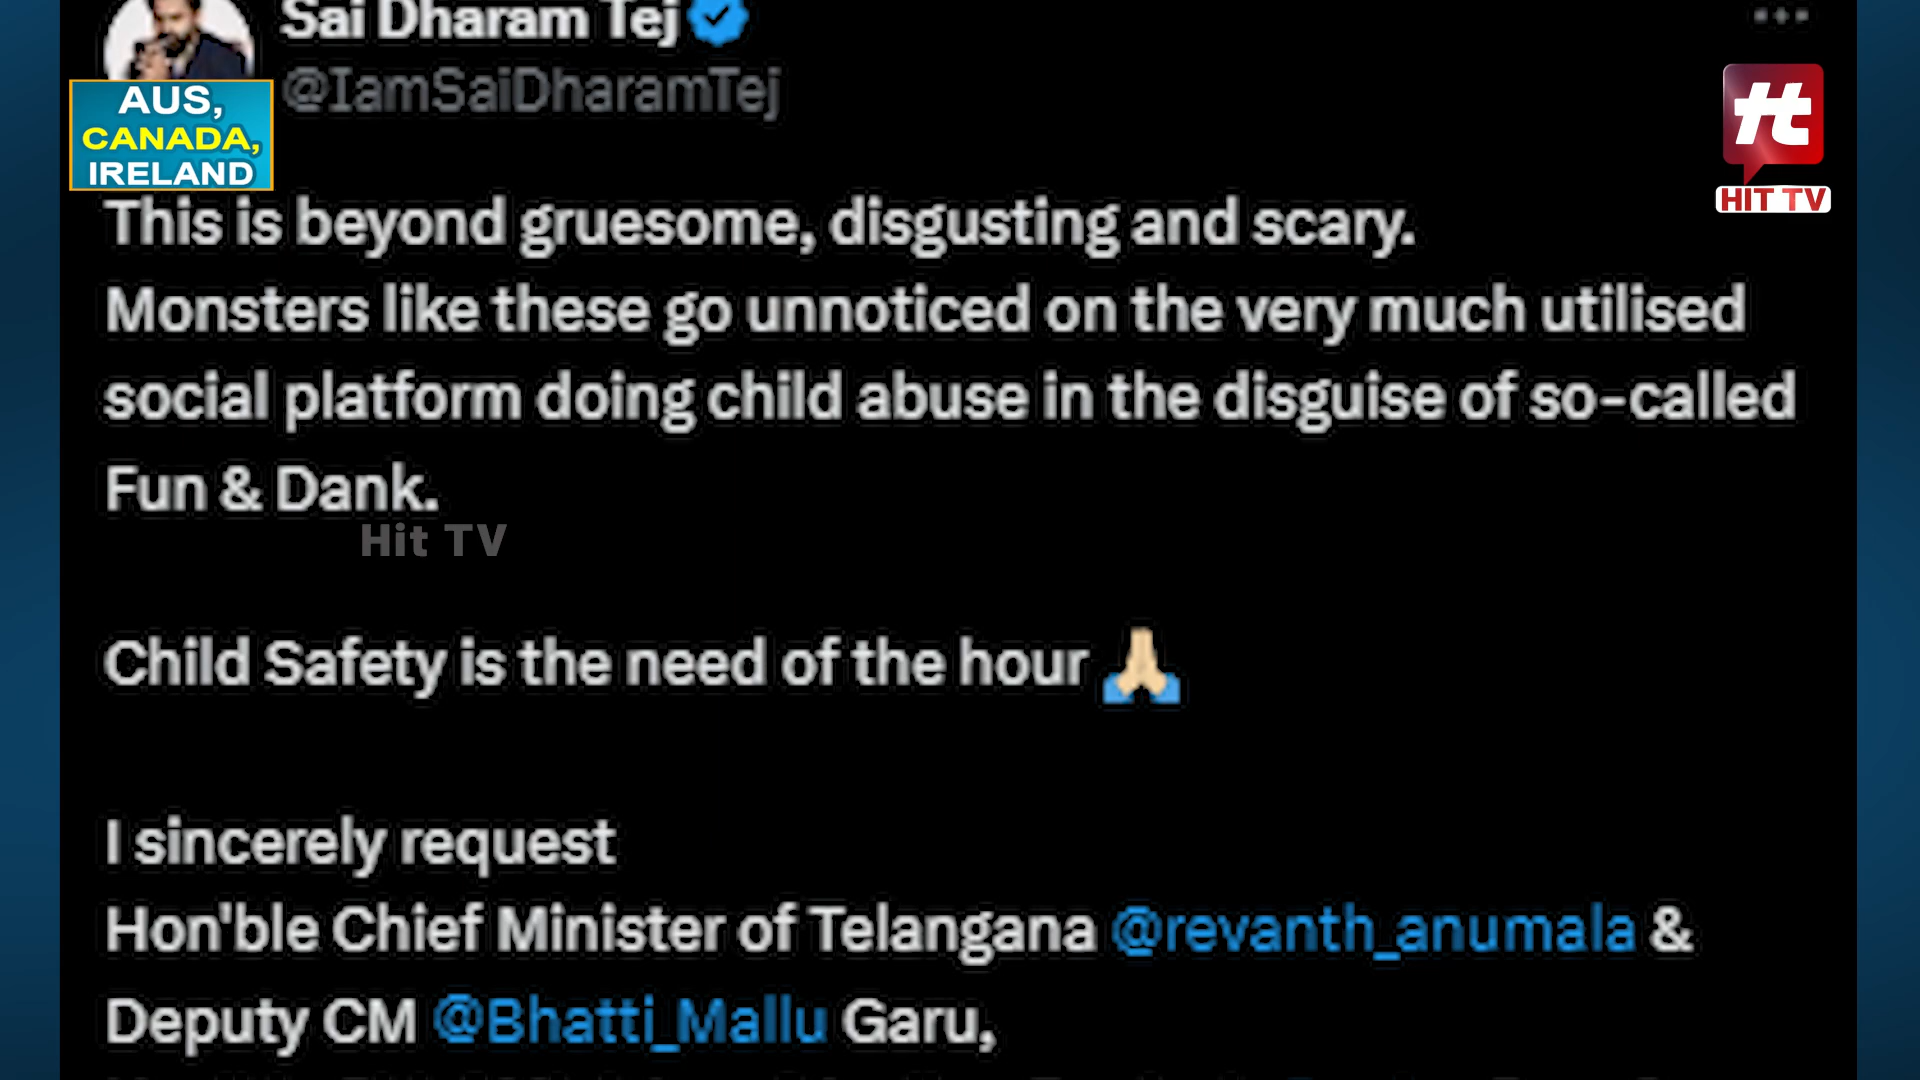 Sai Dharam Tej
@IamSaiDharamTej
AUS,
CANADA,
IRELAND
HIT TV
This is beyond gruesome, disgusting and scary.
Monsters like these go unnoticed on the very much utilised
social platform doing child abuse in the disguise of so-called
Fun & Dank.
Hit TV
Child Safety is the need of the hour 🙏🏼
I sincerely request
Hon'ble Chief Minister of Telangana @revanth_anumala &
Deputy CM @Bhatti_Mallu Garu,